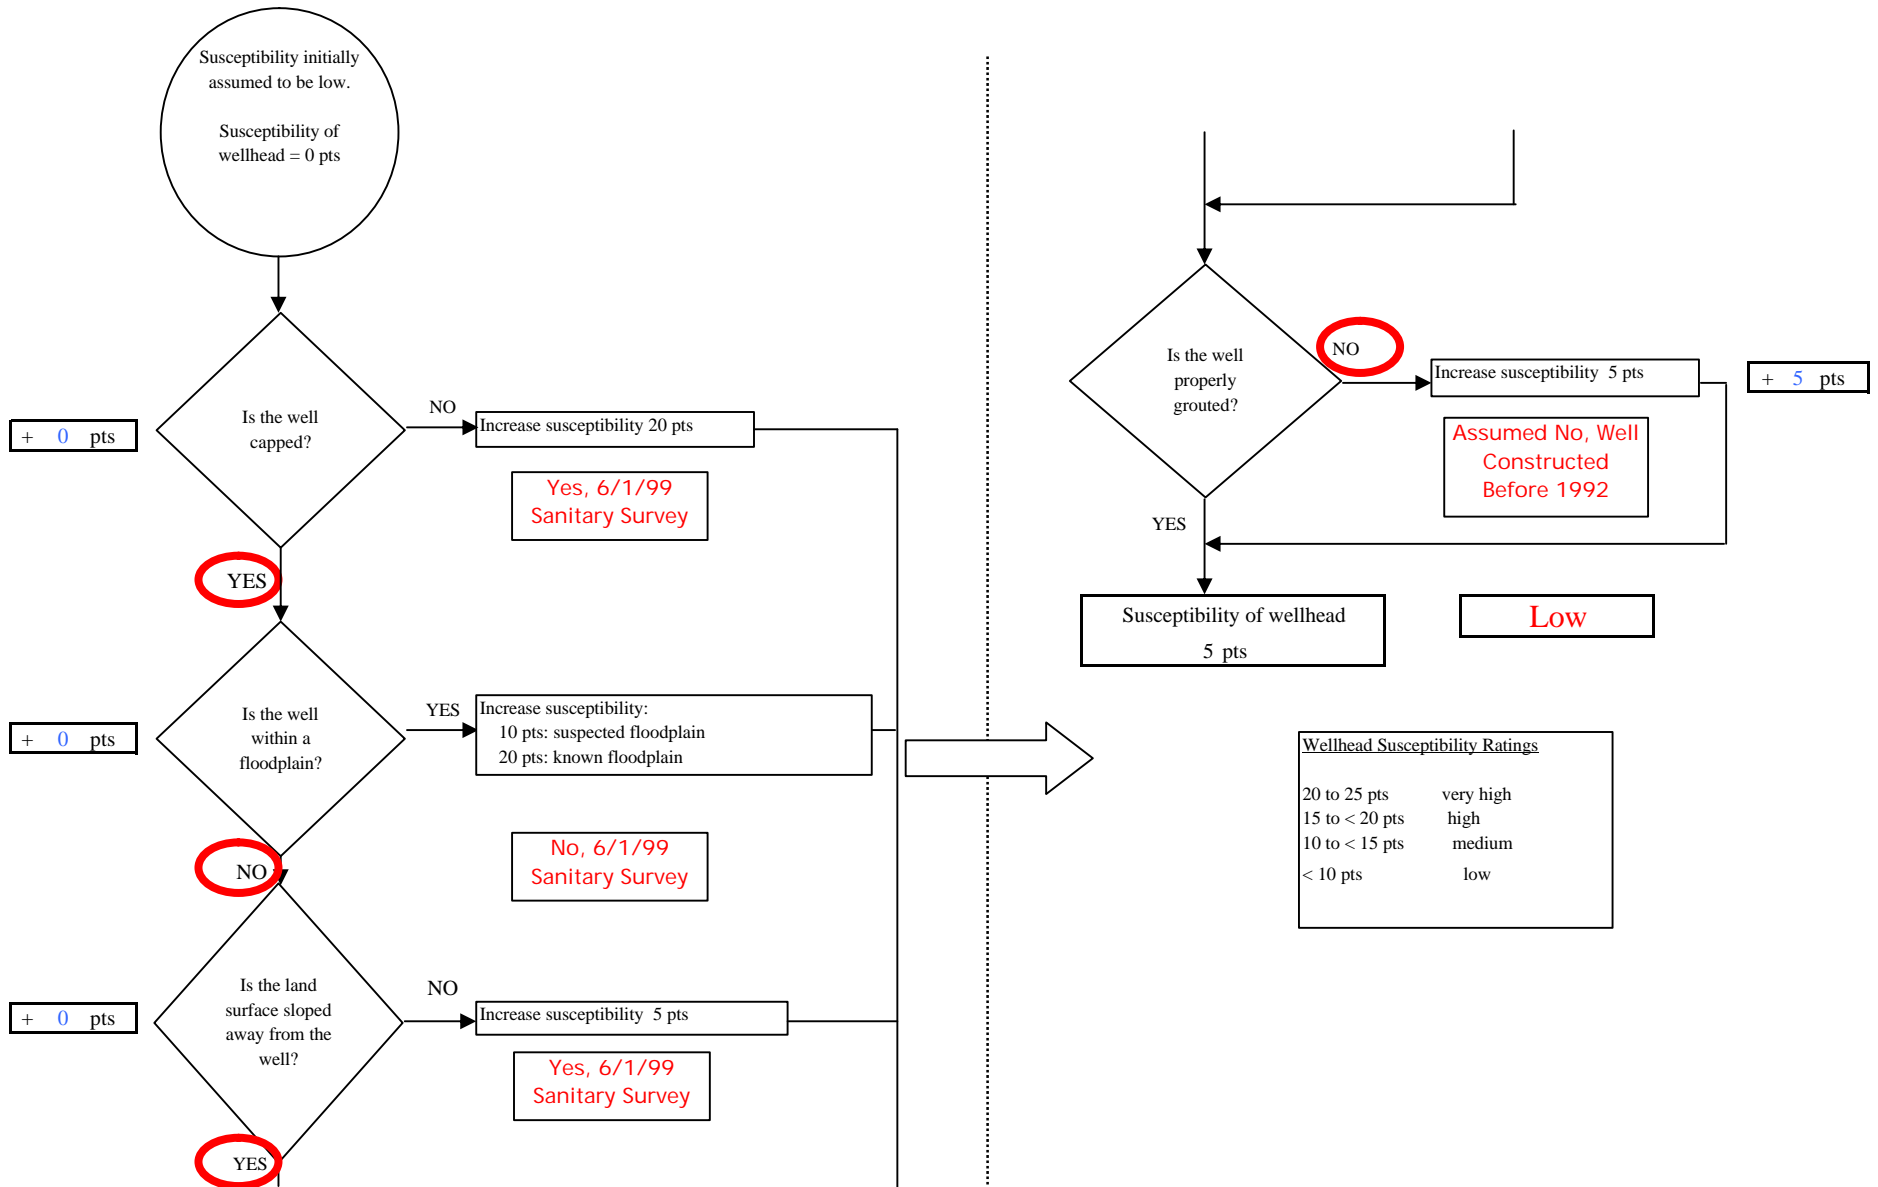 Susceptibility initially
assumed to be low.
Susceptibility of
wellhead = 0 pts
+ 0 pts
Is the well
capped?
NO
Increase susceptibility 20 pts
Yes, 6/1/99
Sanitary Survey
YES
+ 0 pts
Is the well
within a
floodplain?
YES
Increase susceptibility:
10 pts: suspected floodplain
20 pts: known floodplain
No, 6/1/99
Sanitary Survey
NO
+ 0 pts
Is the land
surface sloped
away from the
well?
NO
Increase susceptibility 5 pts
Yes, 6/1/99
Sanitary Survey
YES
Is the well
properly
grouted?
NO
Increase susceptibility 5 pts
+ 5 pts
Assumed No, Well
Constructed
Before 1992
YES
Susceptibility of wellhead
5 pts
Low
Wellhead Susceptibility Ratings
20 to 25 pts very high
15 to < 20 pts high
10 to < 15 pts medium
< 10 pts low